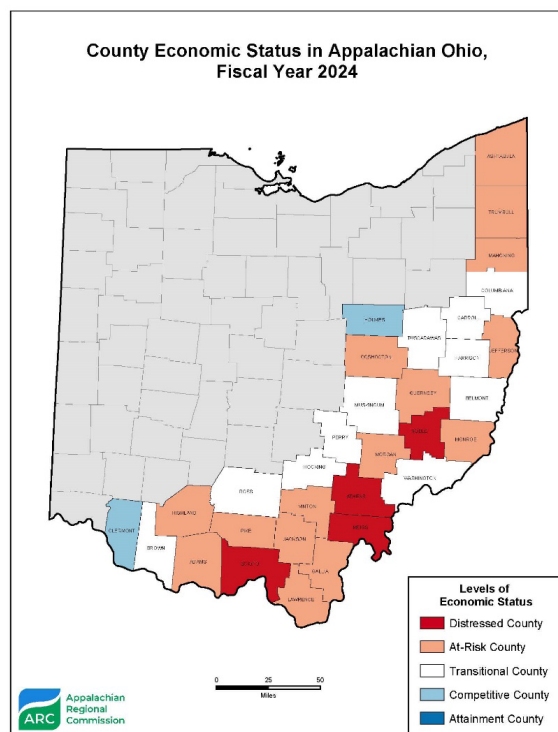 County Economic Status in Appalachian Ohio,
Fiscal Year 2024
ASHTABULA
TRUMBULL
MAHONING
COLUMBIANA
CARROLL
HOLMES
TUSCARAWAS
JEFFERSON
COSHOCTON
HARRISON
GUERNSEY
MUSKINGUM
BELMONT
NOBLE
PERRY
MONROE
MORGAN
HOCKING
WASHINGTON
ROSS
ATHENS
VINTON
HIGHLAND
MEIGS
CLERMONT
PIKE
JACKSON
BROWN
ADAMS
SCIOTO
GALLIA
LAWRENCE
Levels of
Economic Status
Distressed County
At-Risk County
Transitional County
Competitive County
Attainment County
0 25 50
Miles
ARC
Appalachian
Regional
Commission